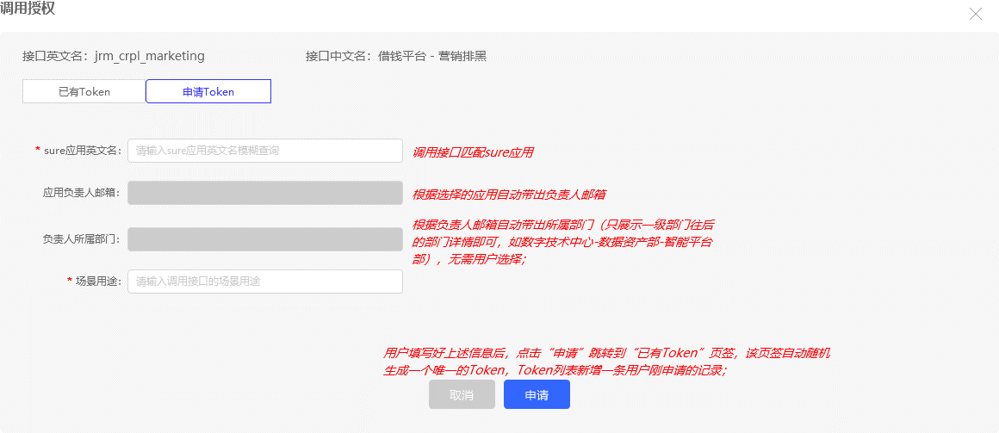 调用授权
接口英文名：jrm_crpl_marketing 接口中文名：借钱平台 - 营销排黑
已有Token 申请Token
* sure应用英文名： 请输入sure应用英文名模糊查询 调用接口匹配sure应用
应用负责人邮箱： 根据选择的应用自动带出负责人邮箱
负责人所属部门： 根据负责人邮箱自动带出所属部门（只展示一级部门往后
的部门详情即可，如数字技术中心-数据资产部-智能平台
部），无需用户选择；
* 场景用途： 请输入调用接口的场景用途
用户填写好上述信息后，点击“申请”跳转到“已有Token”页签，该页签自动随机
生成一个唯一的Token，Token列表新增一条用户刚申请的记录；
取消 申请